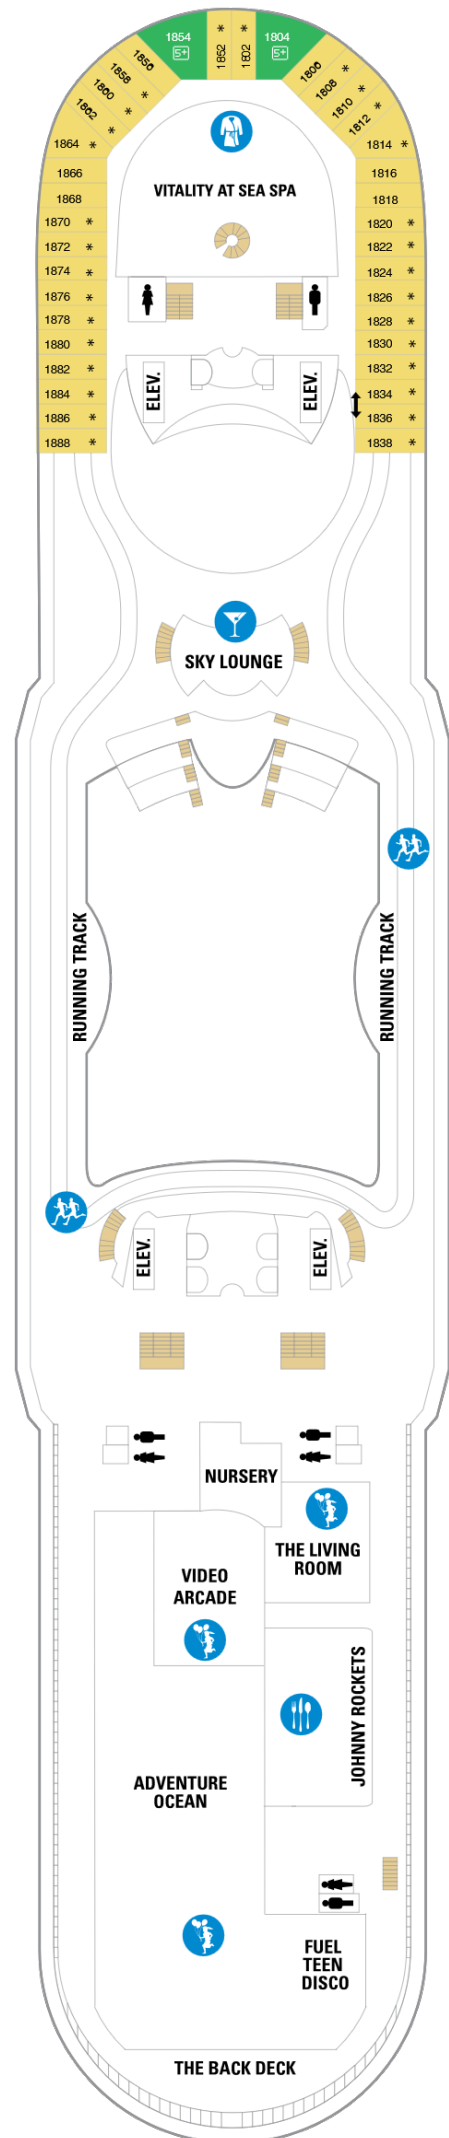 1854
5+
1852 *
1802 *
1804
5+
1856 *
1858 *
1860 *
1862 *
1864 *
1866
1868
1870 *
1872 *
1874 *
1876 *
1878 *
1880 *
1882 *
1884 *
1886 *
1888 *
1806 *
1808 *
1810 *
1812 *
1814 *
1816
1818
1820 *
1822 *
1824 *
1826 *
1828 *
1830 *
1832 *
1834 *
1836 *
1838 *
VITALITY AT SEA SPA
ELEV.
ELEV.
SKY LOUNGE
RUNNING TRACK
RUNNING TRACK
ELEV.
ELEV.
NURSERY
THE LIVING
ROOM
VIDEO
ARCADE
JOHNNY ROCKETS
ADVENTURE
OCEAN
FUEL
TEEN
DISCO
THE BACK DECK